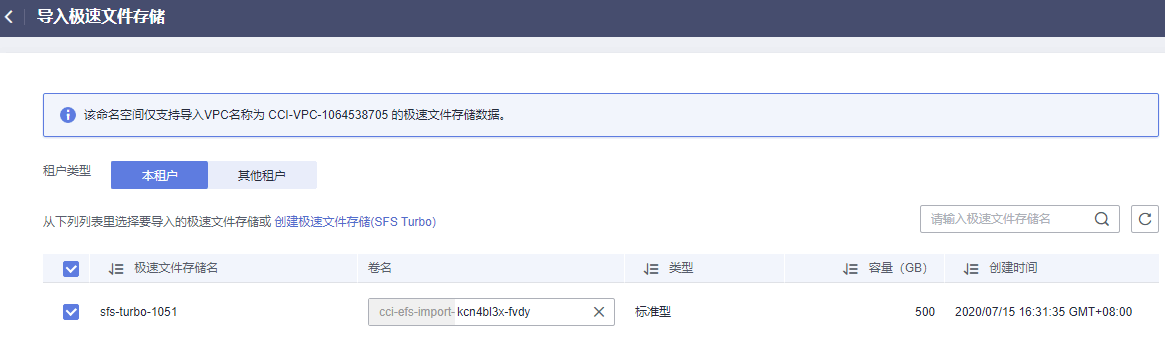 导入极速文件存储
该命名空间仅支持导入VPC名称为 CCI-VPC-1064538705 的极速文件存储数据。
租户类型 本租户 其他租户
从下列列表里选择要导入的极速文件存储或 创建极速文件存储(SFS Turbo) 请输入极速文件存储名
极速文件存储名 卷名 类型 容量（GB） 创建时间
sfs-turbo-1051 cci-efs-import-kcn4bl3x-fvdy 标准型 500 2020/07/15 16:31:35 GMT+08:00